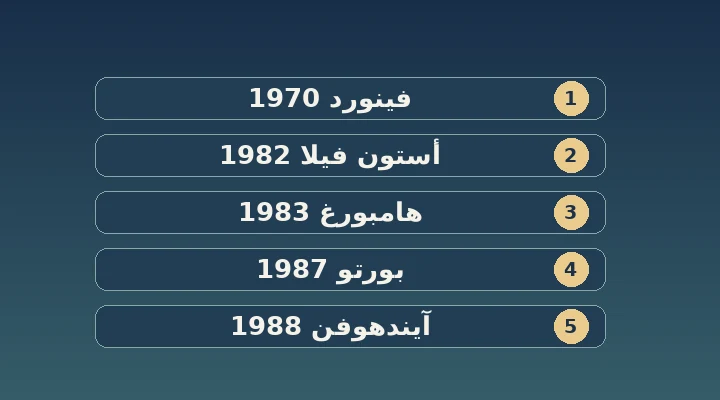 1 فينورد 1970
2 أستون فيلا 1982
3 هامبورغ 1983
4 بورتو 1987
5 آيندهوفن 1988